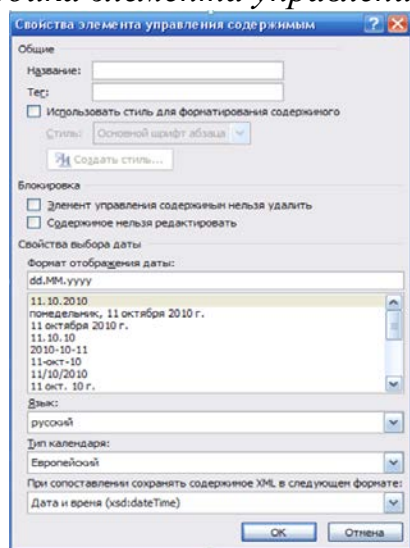 элемента управлени
Свойства элемента управления содержимым
Общие
Название:
Тег:
Использовать стиль для форматирования содержимого
Стиль: Основной шрифт абзаца
Создать стиль...
Блокировка
Элемент управления содержимым нельзя удалить
Содержимое нельзя редактировать
Свойства выбора даты
Формат отображения даты:
dd.MM.yyyy
11.10.2010
понедельник, 11 октября 2010 г.
11 октября 2010 г.
11.10.10
2010-10-11
11-окт-10
11/10/2010
11 окт. 10 г.
Язык:
русский
Тип календаря:
Европейский
При сопоставлении сохранять содержимое XML в следующем формате:
Дата и время (xsd:dateTime)
ОК Отмена